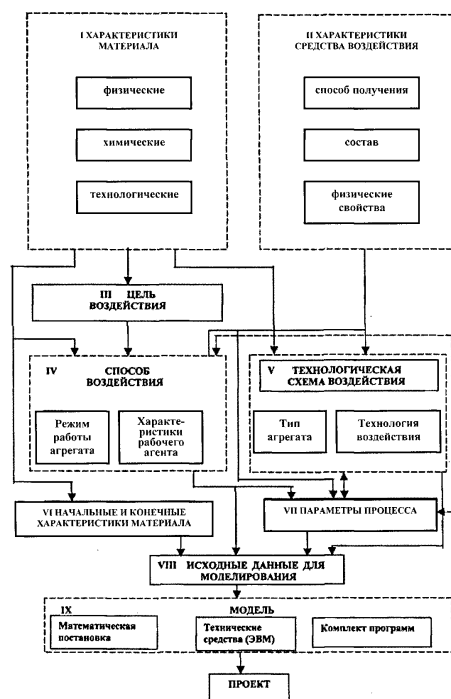 I ХАРАКТЕРИСТИКИ
МАТЕРИАЛА
физические
химические
технологические
II ХАРАКТЕРИСТИКИ
СРЕДСТВА ВОЗДЕЙСТВИЯ
способ получения
состав
физические
свойства
III ЦЕЛЬ
ВОЗДЕЙСТВИЯ
IV СПОСОБ
ВОЗДЕЙСТВИЯ
Режим
работы
агрегата
Характе-
ристики
рабочего
агента
V ТЕХНОЛОГИЧЕСКАЯ
СХЕМА ВОЗДЕЙСТВИЯ
Тип
агрегата
Технология
воздействия
VI НАЧАЛЬНЫЕ И КОНЕЧНЫЕ
ХАРАКТЕРИСТИКИ МАТЕРИАЛА
VII ПАРАМЕТРЫ ПРОЦЕССА
VIII ИСХОДНЫЕ ДАННЫЕ ДЛЯ
МОДЕЛИРОВАНИЯ
IX МОДЕЛЬ
Математическая
постановка
Технические
средства (ЭВМ)
Комплект программ
ПРОЕКТ